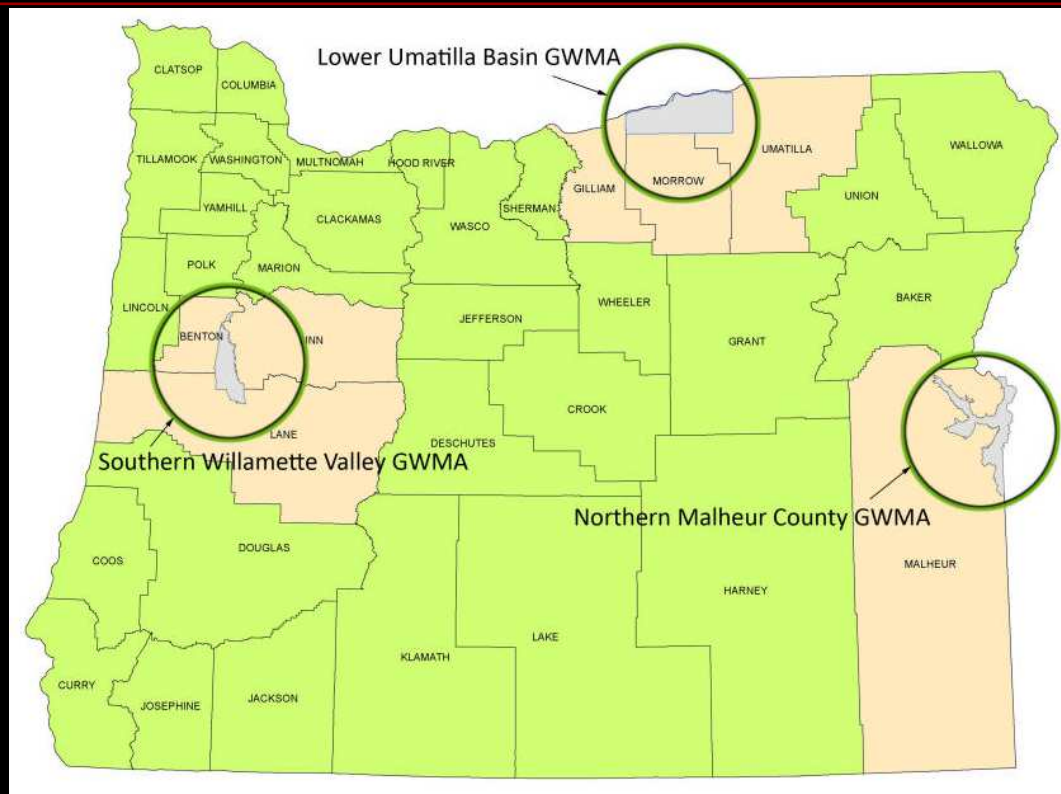 Lower Umatilla Basin GWMA
CLATSOP
COLUMBIA
TILLAMOOK
WASHINGTON
MULTNOMAH
HOOD RIVER
WALLOWA
UMATILLA
GILLIAM
MORROW
UNION
YAMHILL
CLACKAMAS
SHERMAN
WASCO
POLK
MARION
LINCOLN
WHEELER
BAKER
BENTON
INN
JEFFERSON
GRANT
CROOK
LANE
DESCHUTES
Southern Willamette Valley GWMA
Northern Malheur County GWMA
DOUGLAS
COOS
MALHEUR
HARNEY
LAKE
KLAMATH
CURRY
JACKSON
JOSEPHINE